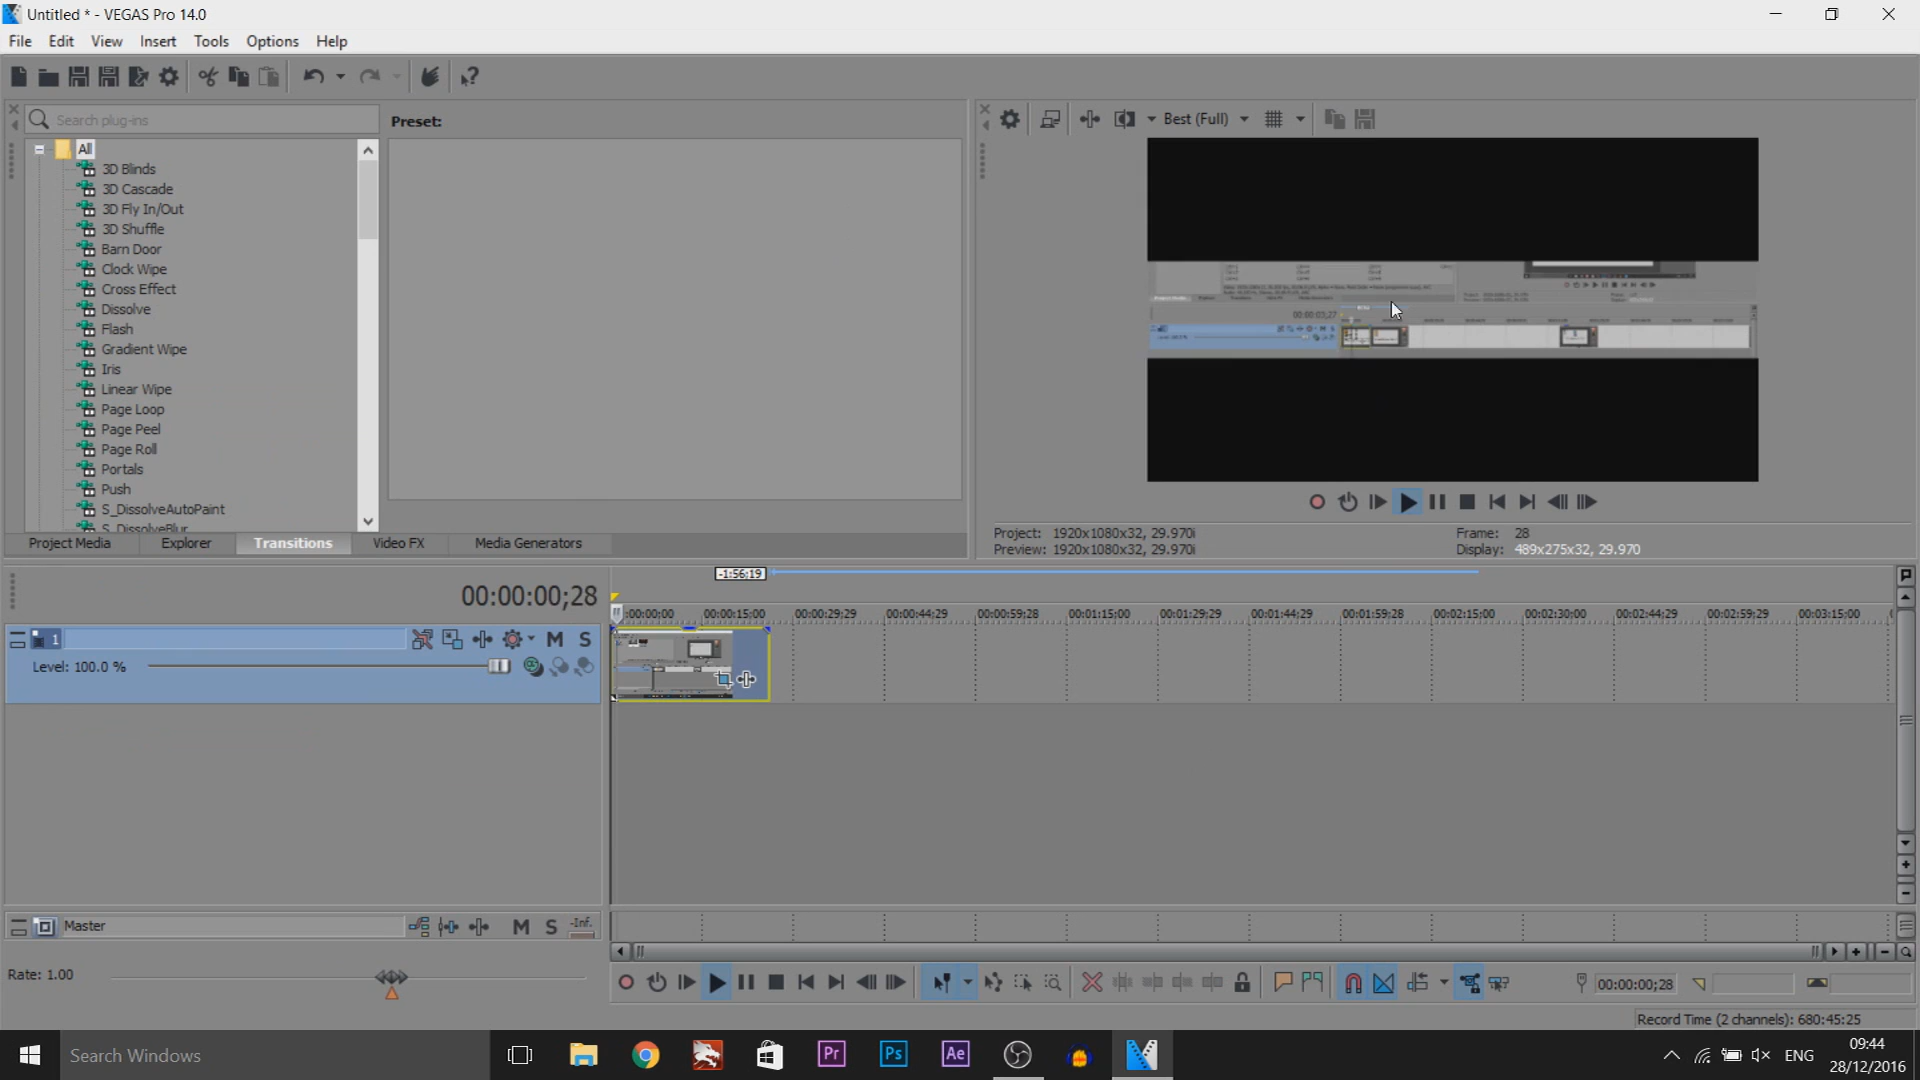 Untitled * - VEGAS Pro 14.0
File Edit View Insert Tools Options Help
Search plug-ins
Preset:
Best (Full)
All
3D Blinds
3D Cascade
3D Fly In/Out
3D Shuffle
Barn Door
Clock Wipe
Cross Effect
Dissolve
Flash
Gradient Wipe
Iris
Linear Wipe
Page Loop
Page Peel
Page Roll
Portals
Push
S_DissolveAutoPaint
S_DissolveBlur
Project Media Explorer Transitions Video FX Media Generators
Project: 1920x1080x32, 29.970i
Preview: 1920x1080x32, 29.970i
Frame: 28
Display: 489x275x32, 29.970
-1:56:19
00:00:00;28
:00:00;00 00:00:15:00 00:00:29;29 00:00:44;29 00:00:59;28 00:01:15;00 00:01:29;29 00:01:44;29 00:01:59;28 00:02:15;00 00:02:30;00 00:02:44;29 00:02:59;29 00:03:15;00
1 M S
Level: 100.0 %
Master M S -Inf.
Rate: 1.00
00:00:00;28
Record Time (2 channels): 680:45:25
Search Windows
Pr Ps Ae
ENG
09:44
28/12/2016